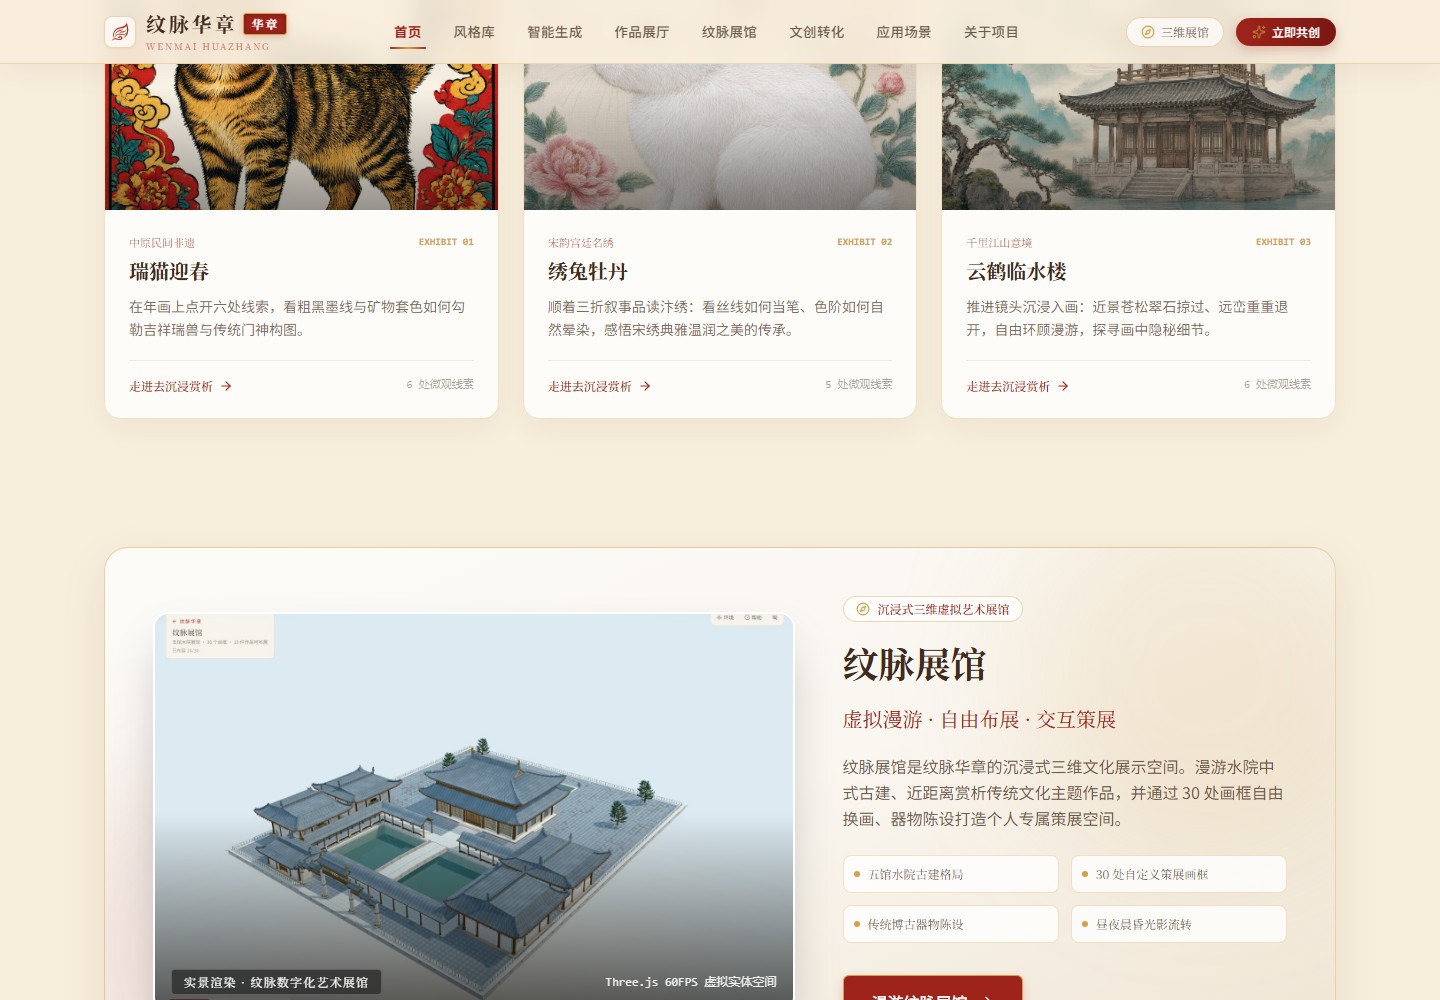 纹脉华章 华章
WENMAI HUAZHANG
首页 风格库 智能生成 作品展厅 纹脉展馆 文创转化 应用场景 关于项目
三维展馆 立即共创
中原民间非遗 EXHIBIT 01
瑞猫迎春
在年画上点开六处线索，看粗黑墨线与矿物套色如何勾
勒吉祥瑞兽与传统门神构图。
走进去沉浸赏析 6 处微观线索
宋韵宫廷名绣 EXHIBIT 02
绣兔牡丹
顺着三折叙事品读汴绣：看丝线如何当笔、色阶如何自
然晕染，感悟宋绣典雅温润之美的传承。
走进去沉浸赏析 5 处微观线索
千里江山意境 EXHIBIT 03
云鹤临水楼
推进镜头沉浸入画：近景苍松翠石掠过、远峦重重退
开，自由环顾漫游，探寻画中隐秘细节。
走进去沉浸赏析 6 处微观线索
纹脉华章
纹脉展馆
实景渲染 · 纹脉数字化艺术展馆
Three.js 60FPS 虚拟实体空间
沉浸式三维虚拟艺术展馆
纹脉展馆
虚拟漫游 · 自由布展 · 交互策展
纹脉展馆是纹脉华章的沉浸式三维文化展示空间。漫游水院中
式古建、近距离赏析传统文化主题作品，并通过 30 处画框自由
换画、器物陈设打造个人专属策展空间。
五馆水院古建格局
30 处自定义策展画框
传统博古器物陈设
昼夜晨昏光影流转
漫游纹脉展馆